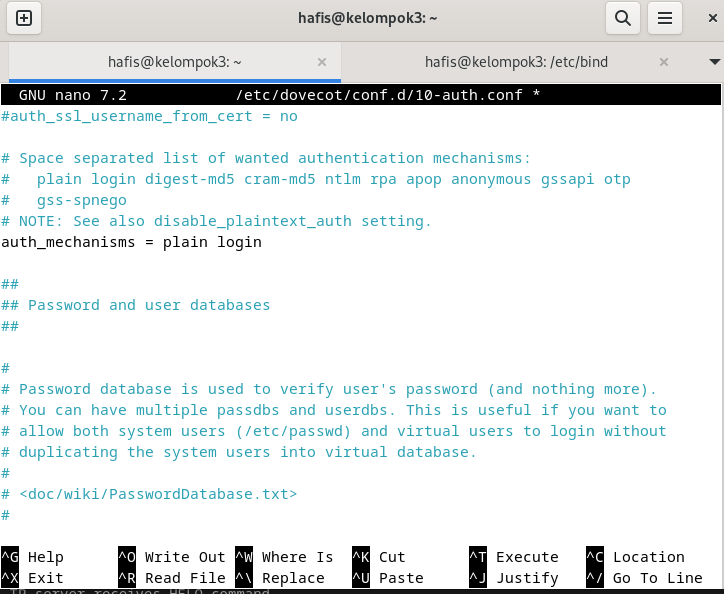 hafis@kelompok3: ~
hafis@kelompok3: ~
hafis@kelompok3: /etc/bind
GNU nano 7.2 /etc/dovecot/conf.d/10-auth.conf *
#auth_ssl_username_from_cert = no
# Space separated list of wanted authentication mechanisms:
#   plain login digest-md5 cram-md5 ntlm rpa apop anonymous gssapi otp
#   gss-spnego
# NOTE: See also disable_plaintext_auth setting.
auth_mechanisms = plain login
##
## Password and user databases
##
#
# Password database is used to verify user's password (and nothing more).
# You can have multiple passdbs and userdbs. This is useful if you want to
# allow both system users (/etc/passwd) and virtual users to login without
# duplicating the system users into virtual database.
#
# <doc/wiki/PasswordDatabase.txt>
#
^G Help ^O Write Out ^W Where Is ^K Cut ^T Execute ^C Location
^X Exit ^R Read File ^\ Replace ^U Paste ^J Justify ^/ Go To Line
server receives HELO command